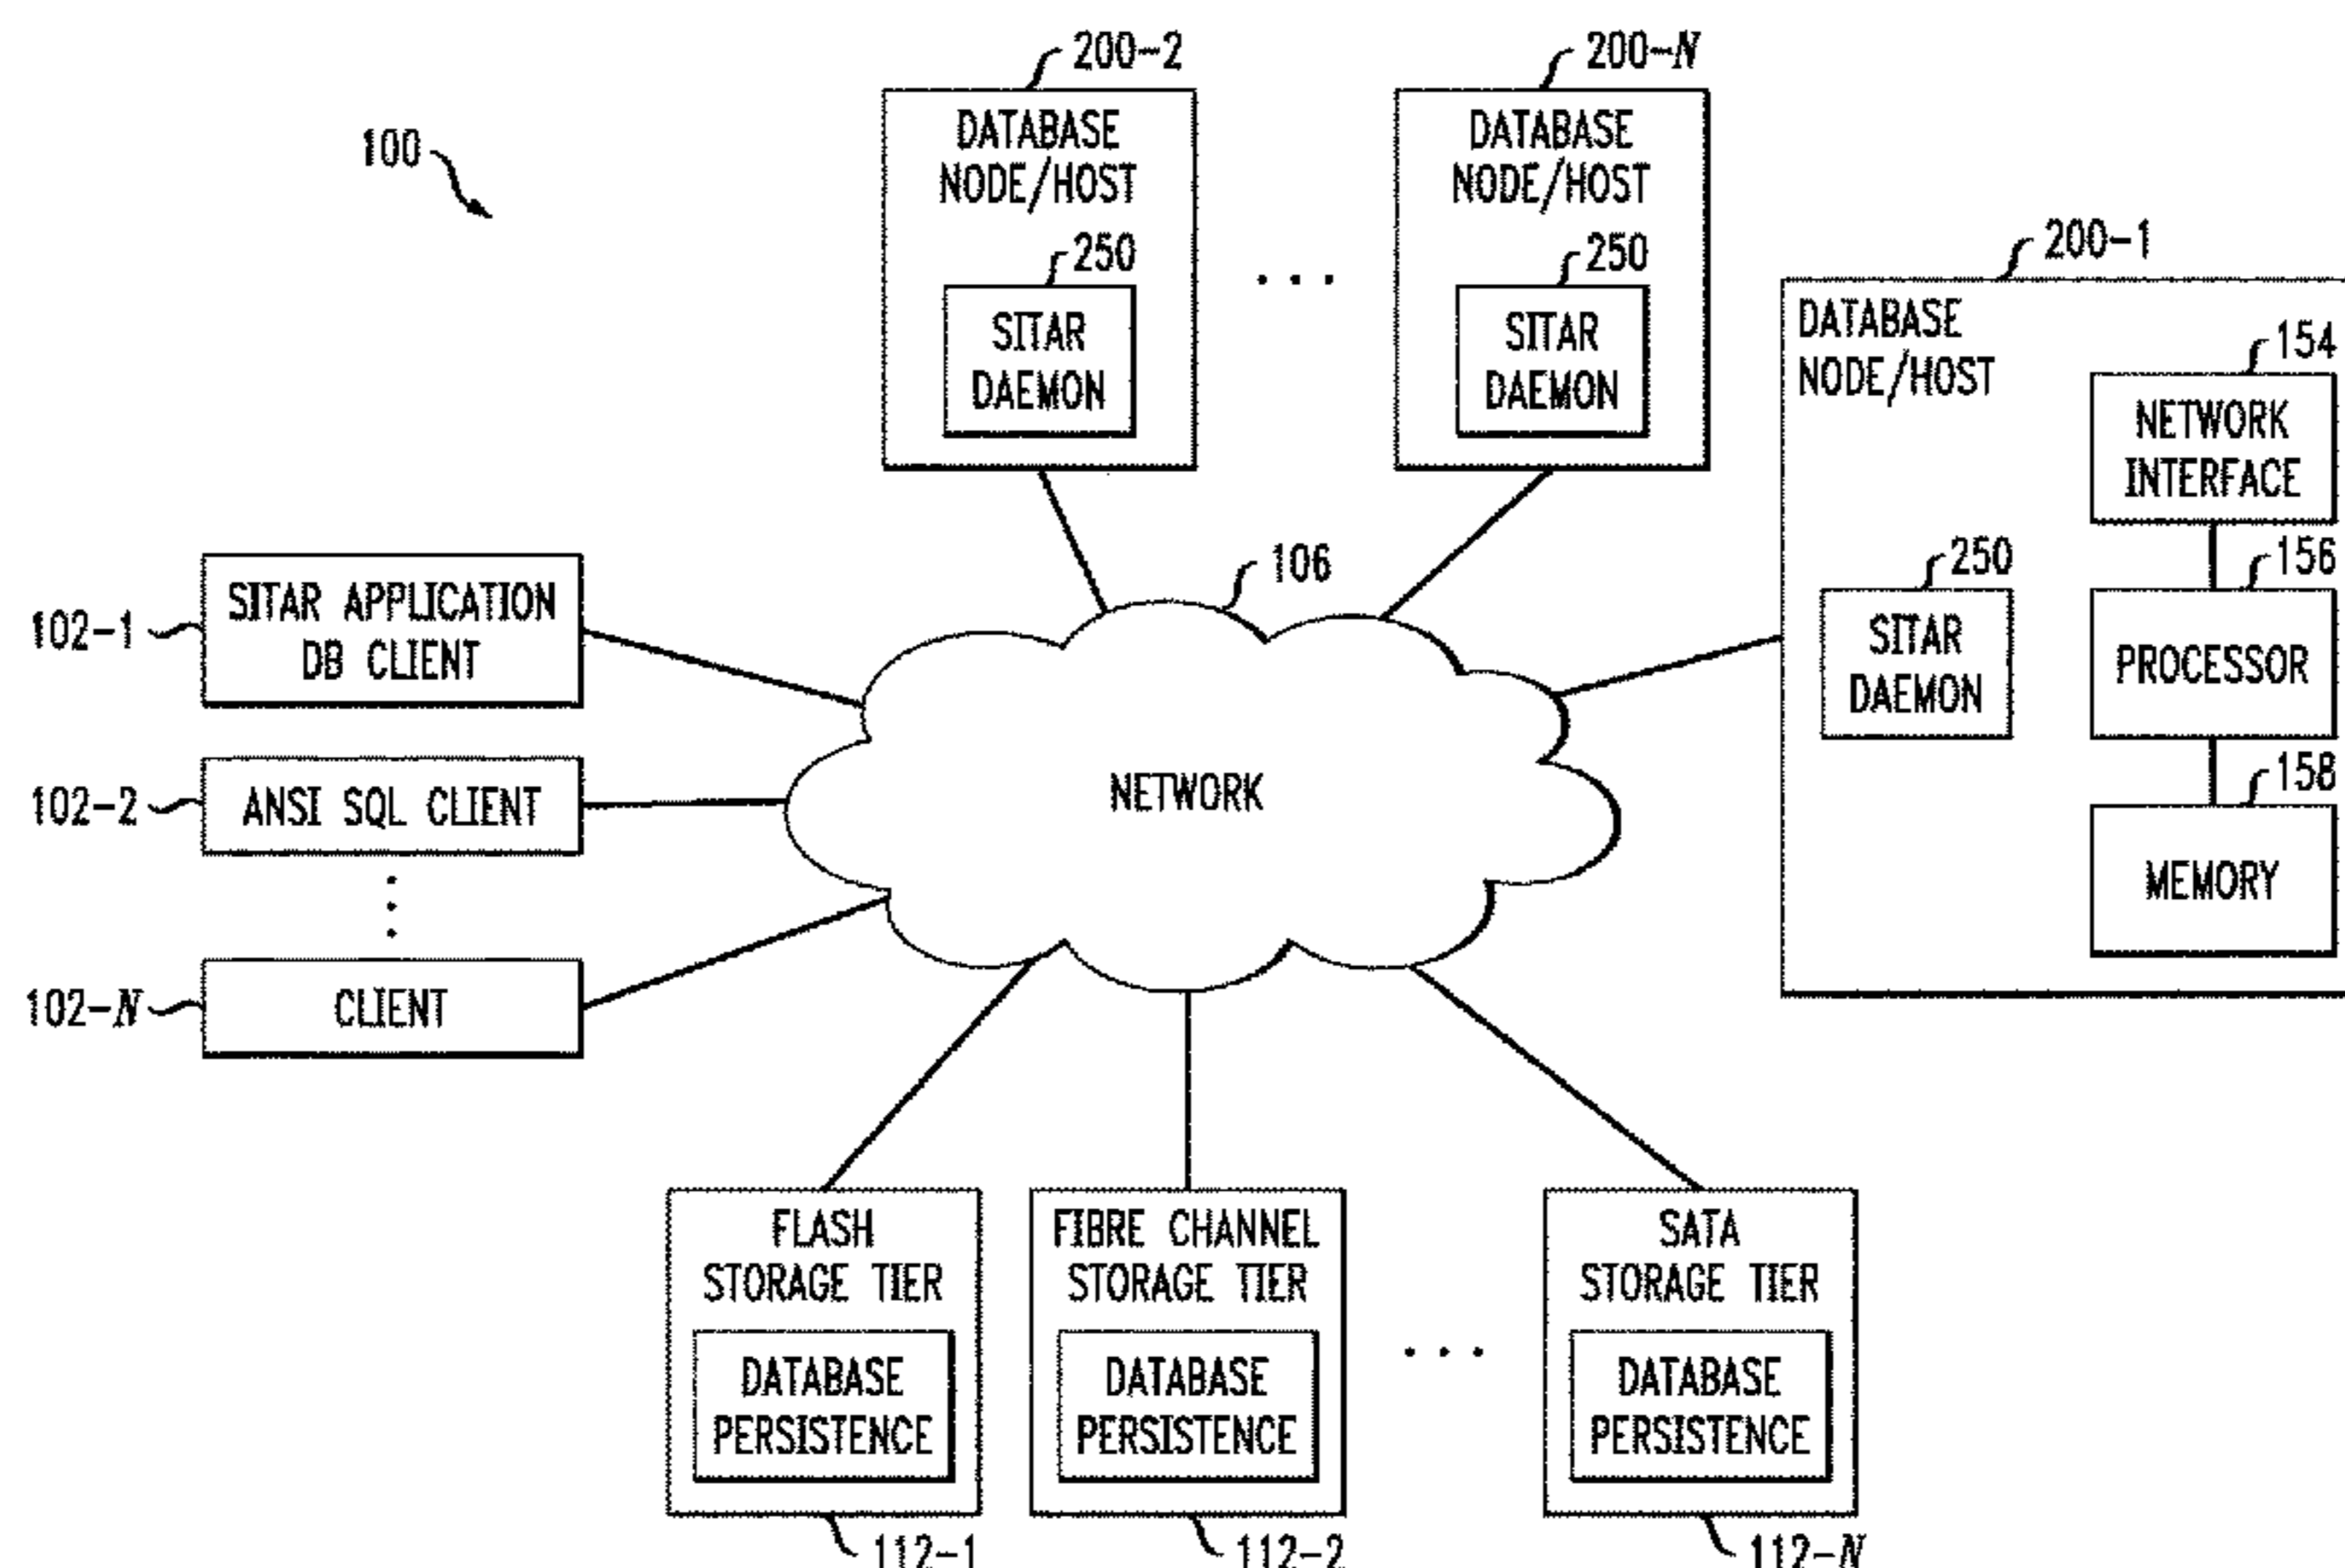 100
200-2
DATABASE
NODE/HOST
250
SITAR
DAEMON
. . .
200-N
DATABASE
NODE/HOST
250
SITAR
DAEMON
200-1
DATABASE
NODE/HOST
154
NETWORK
INTERFACE
250
SITAR
DAEMON
156
PROCESSOR
158
MEMORY
106
NETWORK
102-1
SITAR APPLICATION
DB CLIENT
102-2
ANSI SQL CLIENT
102-N
CLIENT
FLASH
STORAGE TIER
DATABASE
PERSISTENCE
112-1
FIBRE CHANNEL
STORAGE TIER
DATABASE
PERSISTENCE
112-2
. . .
SATA
STORAGE TIER
DATABASE
PERSISTENCE
112-N